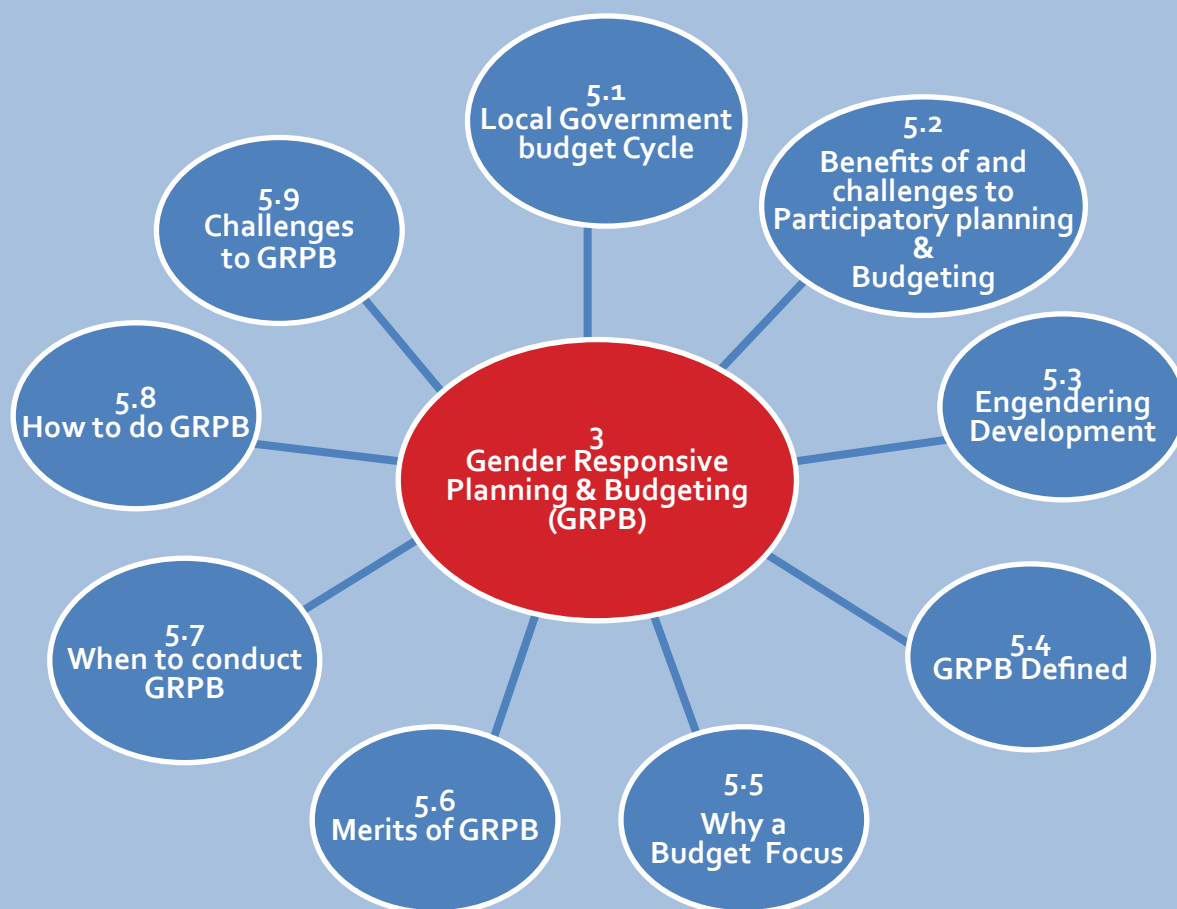 5.1
Local Government
budget Cycle
5.2
Benefits of and
challenges to
Participatory planning
&
Budgeting
5.3
Engendering
Development
5.4
GRPB Defined
5.5
Why a
Budget Focus
5.6
Merits of GRPB
5.7
When to conduct
GRPB
5.8
How to do GRPB
5.9
Challenges
to GRPB
3
Gender Responsive
Planning & Budgeting
(GRPB)